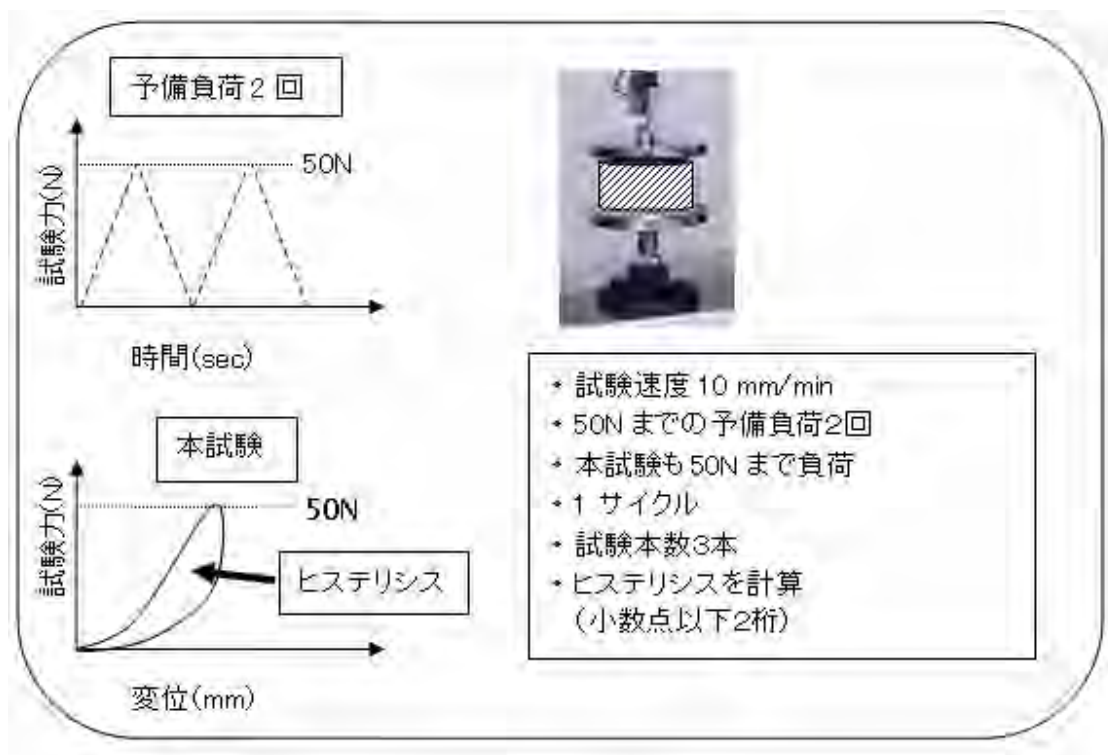 予備負荷2回
試験力(N)
50N
時間(sec)
本試験
試験力(N)
50N
ヒステリシス
変位(mm)
* 試験速度 10 mm/min
* 50N までの予備負荷2回
* 本試験も 50N まで負荷
* 1 サイクル
* 試験本数3本
* ヒステリシスを計算
(小数点以下2桁)